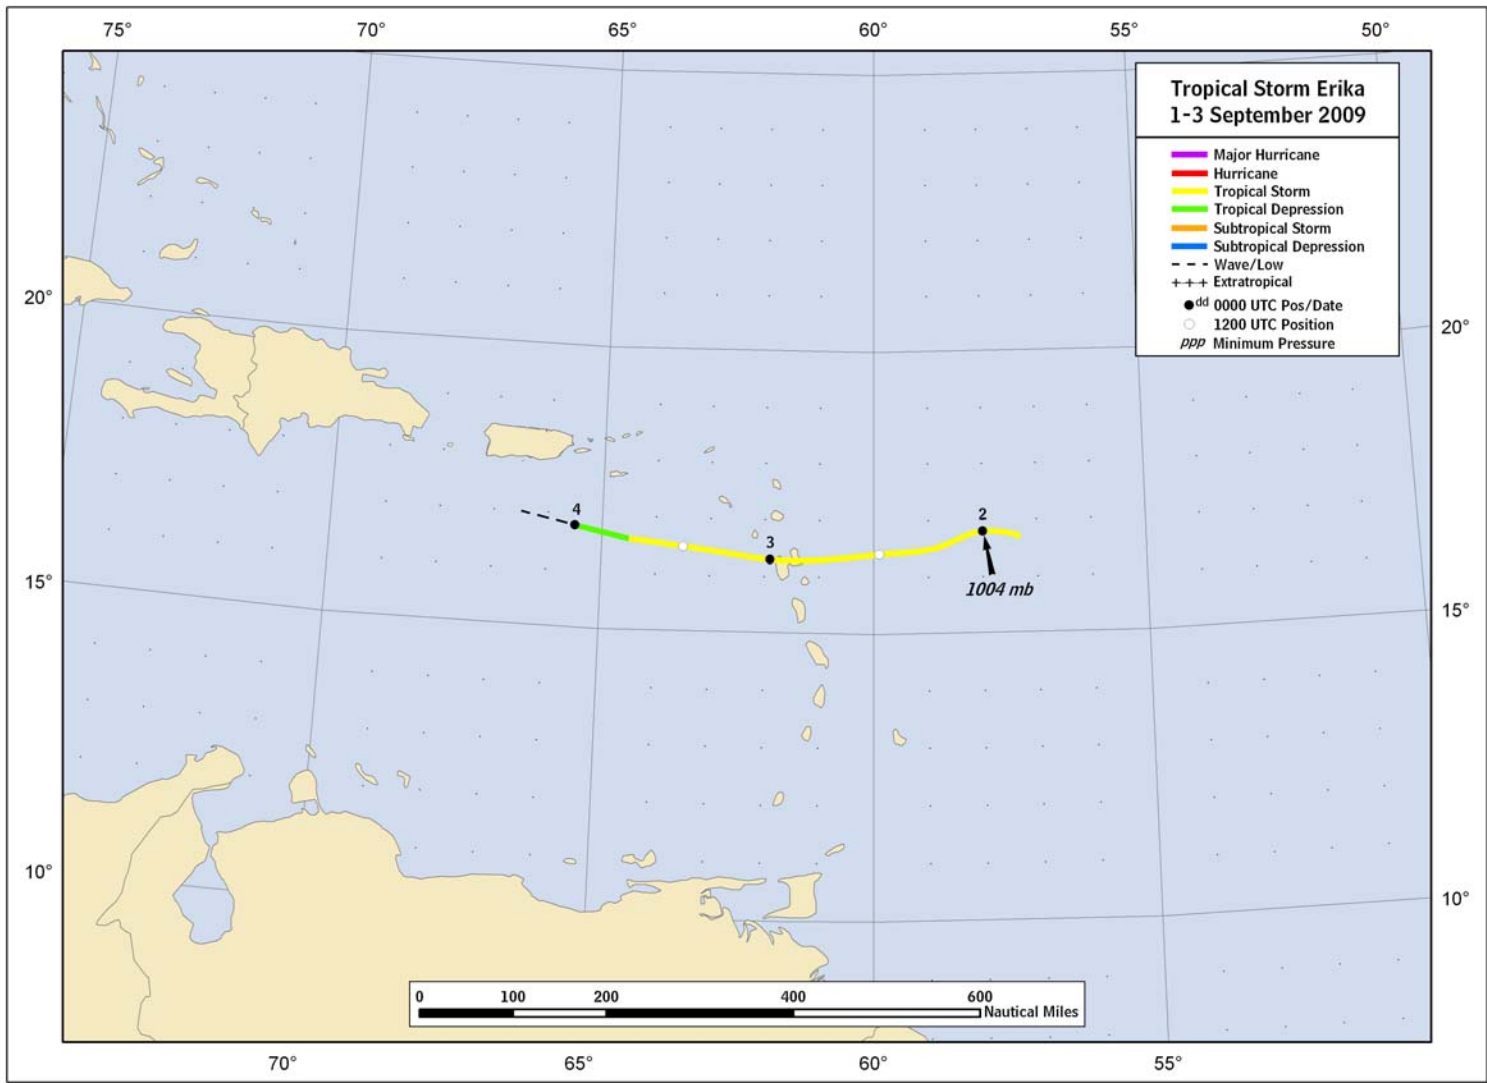 75° 70° 65° 60° 55° 50°
Tropical Storm Erika
1-3 September 2009
Major Hurricane
Hurricane
Tropical Storm
Tropical Depression
Subtropical Storm
Subtropical Depression
Wave/Low
+++ Extratropical
dd 0000 UTC Pos/Date
1200 UTC Position
ppp Minimum Pressure
20° 20°
4
3
2
1004 mb
15° 15°
10° 10°
0 100 200 400 600
Nautical Miles
70° 65° 60° 55°